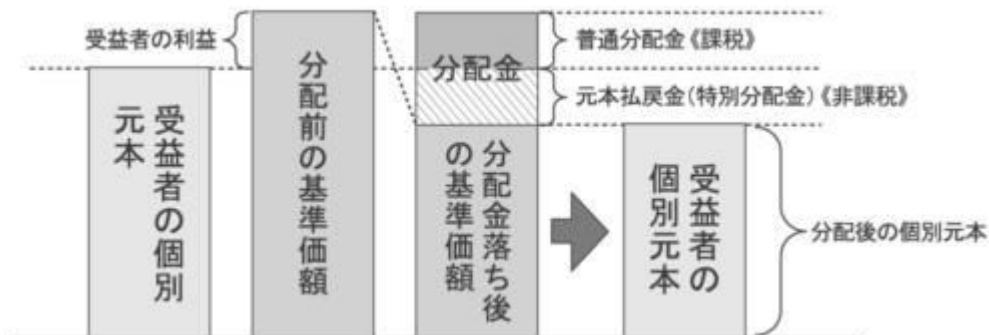 受益者の利益
受益者の個別
元本
分配前の基準価額
分配金
分配金落ち後
の基準価額
普通分配金《課税》
元本払戻金(特別分配金)《非課税》
受益者の
個別元本
分配後の個別元本